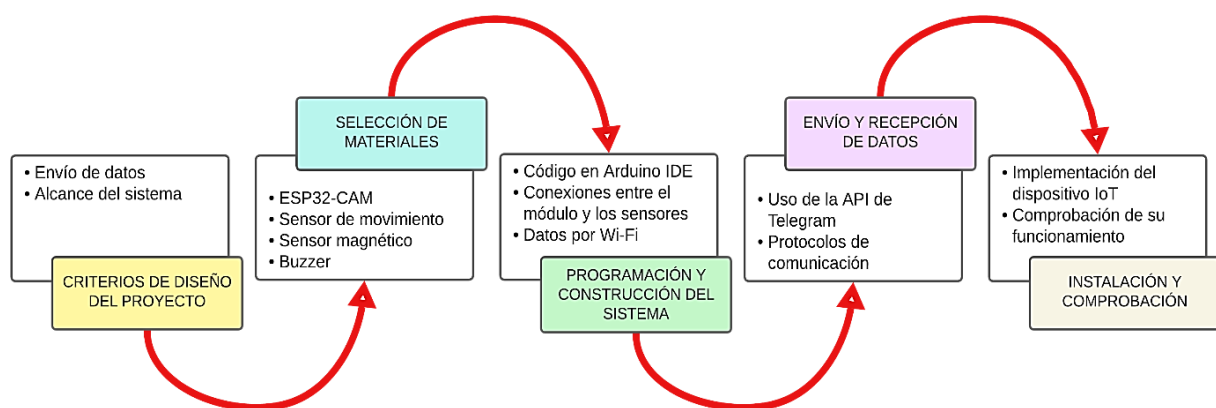 • Envío de datos
• Alcance del sistema
CRITERIOS DE DISEÑO
DEL PROYECTO
SELECCIÓN DE
MATERIALES
• ESP32-CAM
• Sensor de movimiento
• Sensor magnético
• Buzzer
• Código en Arduino IDE
• Conexiones entre el
módulo y los sensores
• Datos por Wi-Fi
PROGRAMACIÓN Y
CONSTRUCCIÓN DEL
SISTEMA
ENVÍO Y RECEPCIÓN
DE DATOS
• Uso de la API de
Telegram
• Protocolos de
comunicación
• Implementación del
dispositivo IoT
• Comprobación de su
funcionamiento
INSTALACIÓN Y
COMPROBACIÓN